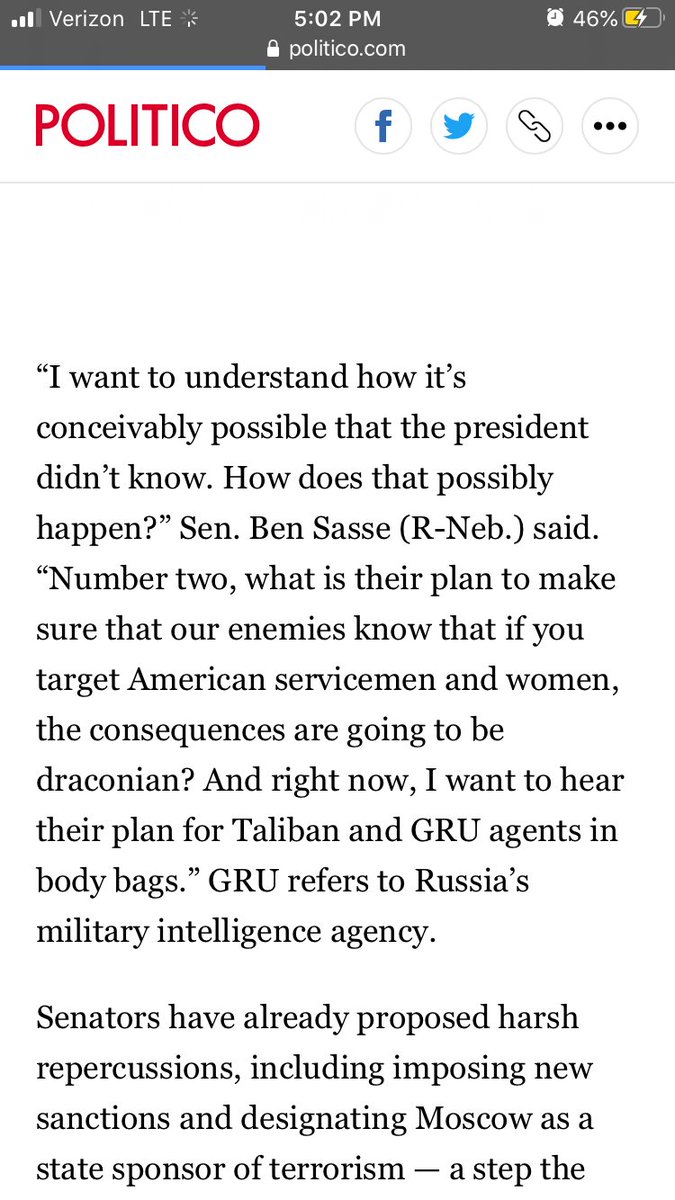 Verizon LTE 5:02 PM 46%
politico.com
POLITICO
“I want to understand how it’s
conceivably possible that the president
didn’t know. How does that possibly
happen?” Sen. Ben Sasse (R-Neb.) said.
“Number two, what is their plan to make
sure that our enemies know that if you
target American servicemen and women,
the consequences are going to be
draconian? And right now, I want to hear
their plan for Taliban and GRU agents in
body bags.” GRU refers to Russia’s
military intelligence agency.
Senators have already proposed harsh
repercussions, including imposing new
sanctions and designating Moscow as a
state sponsor of terrorism — a step the